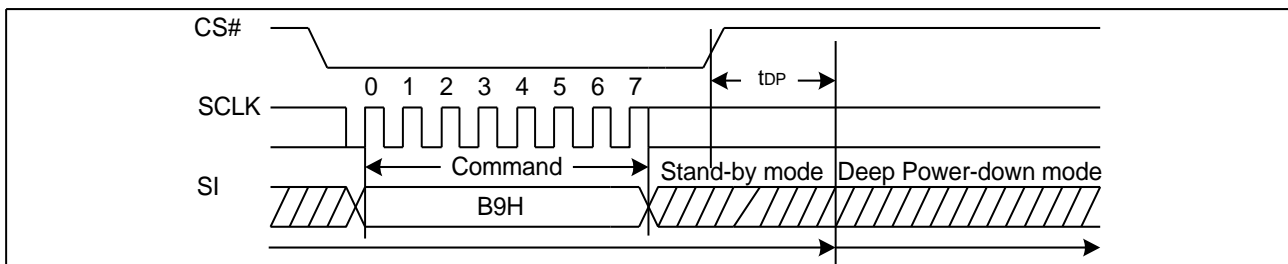 CS#
tDP
0 1 2 3 4 5 6 7
SCLK
Command
Stand-by mode Deep Power-down mode
SI
B9H